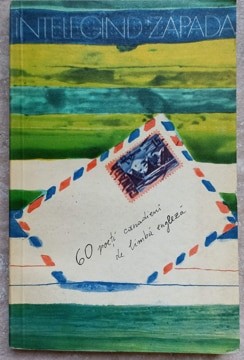 INTELEGIND ZAPADA
60 poeți canadieni
de limbă engleză